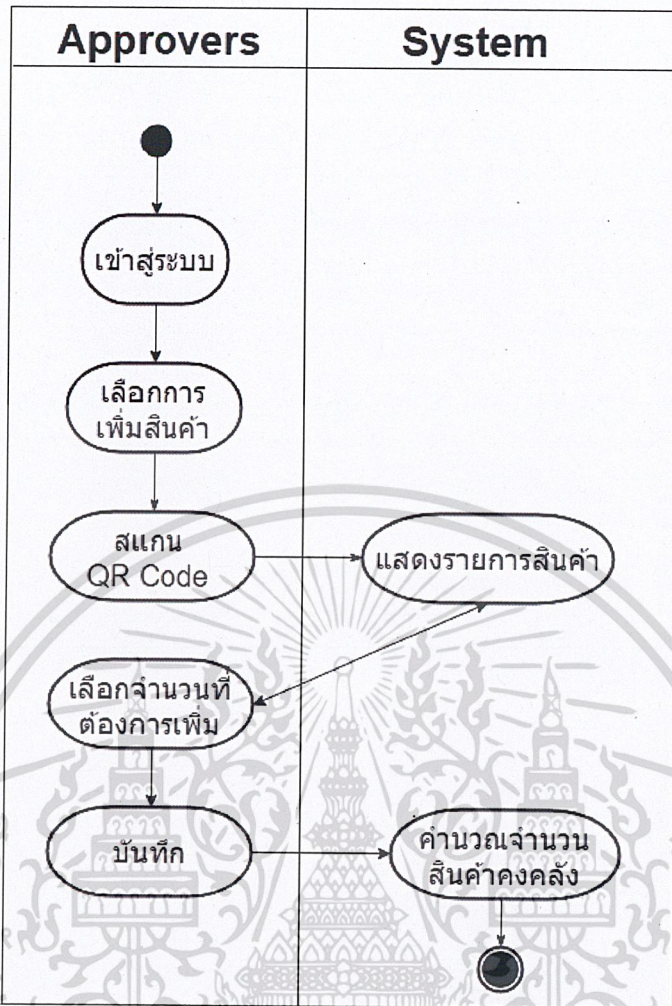 Approvers
System
เข้าสู่ระบบ
เลือกการ
เพิ่มสินค้า
สแกน
QR Code
แสดงรายการสินค้า
เลือกจำนวนที่
ต้องการเพิ่ม
บันทึก
คำนวณจำนวน
สินค้าคงคลัง